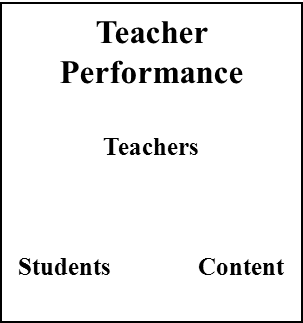 Teacher
Performance
Teachers
Students Content